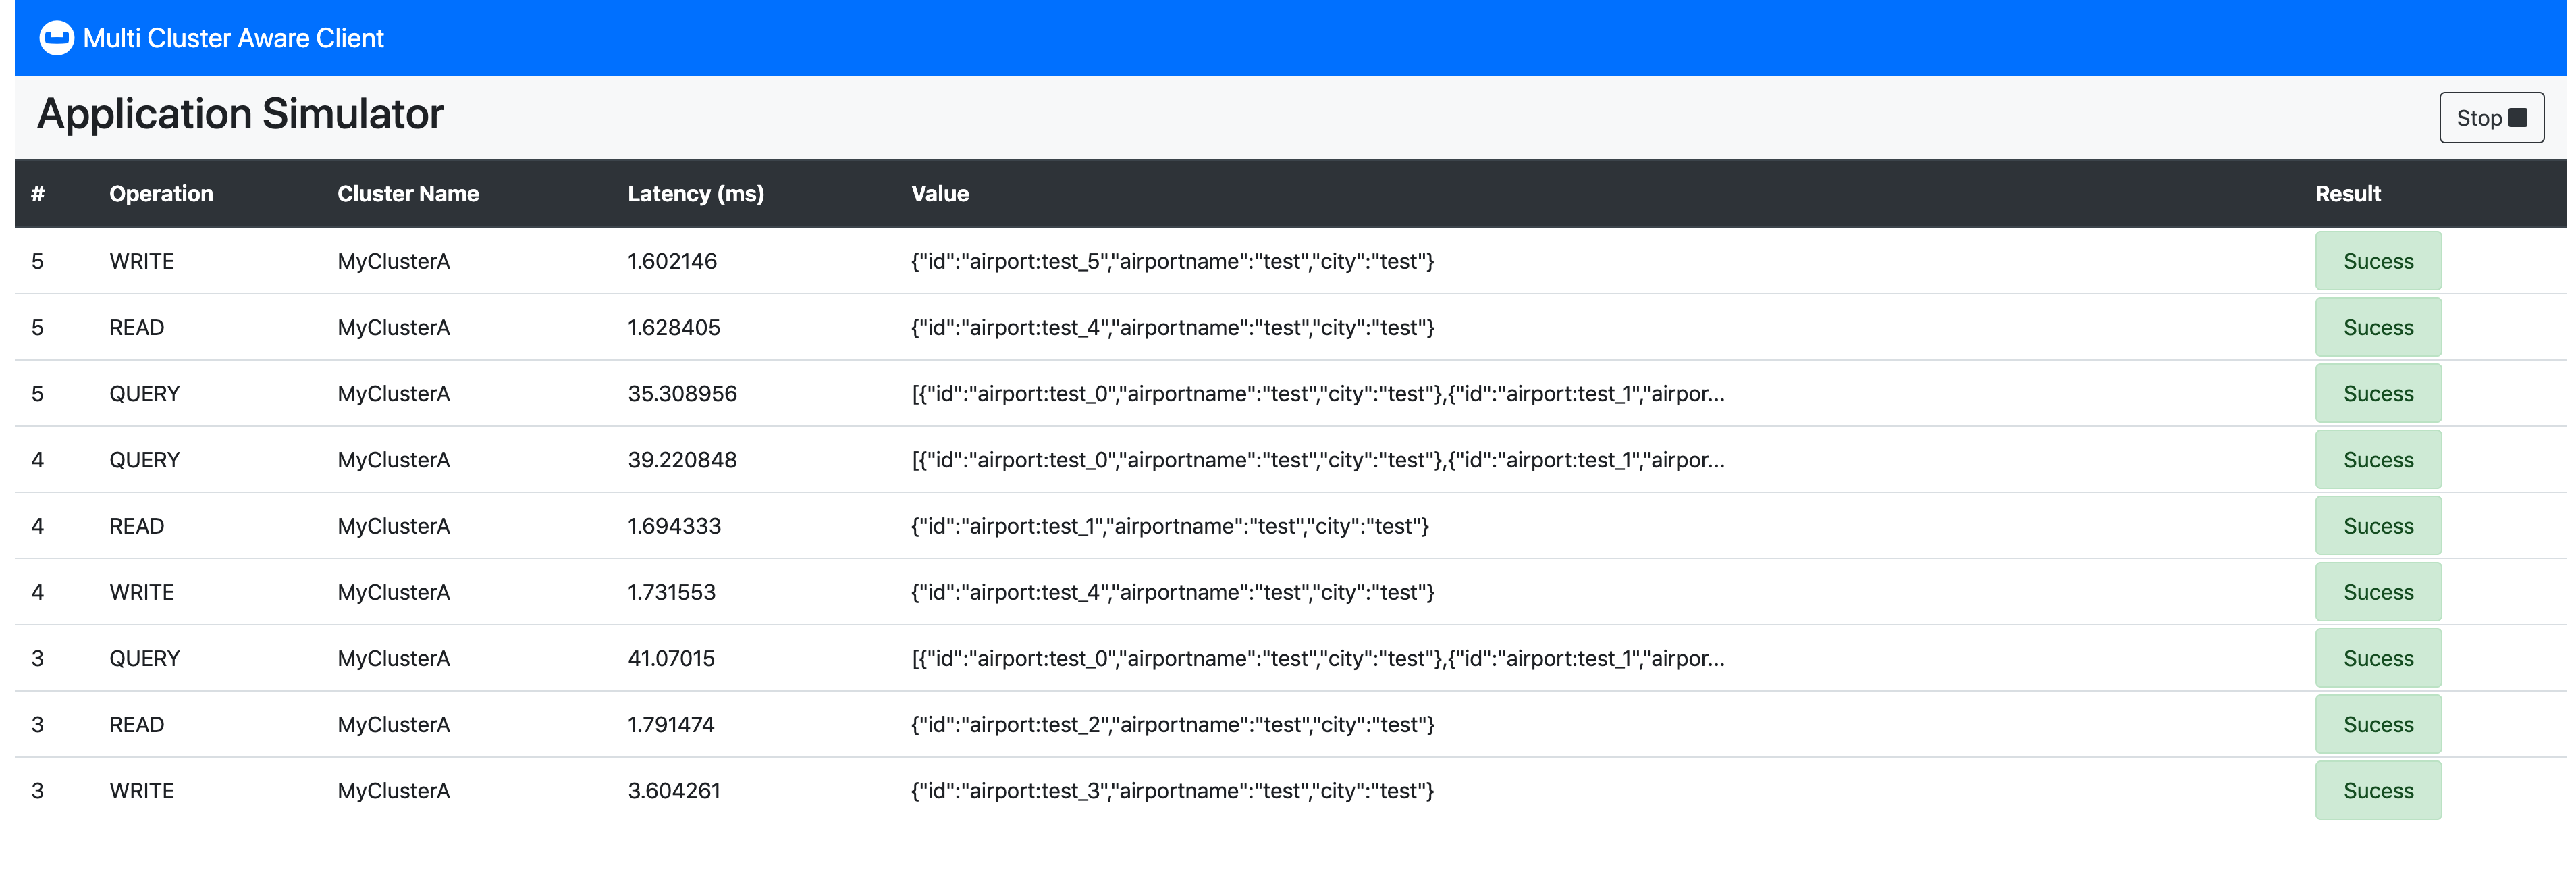 Multi Cluster Aware Client
Application Simulator
Stop
# Operation Cluster Name Latency (ms) Value Result
5 WRITE MyClusterA 1.602146 {"id":"airport:test_5","airportname":"test","city":"test"} Sucess
5 READ MyClusterA 1.628405 {"id":"airport:test_4","airportname":"test","city":"test"} Sucess
5 QUERY MyClusterA 35.308956 [{"id":"airport:test_0","airportname":"test","city":"test"},{"id":"airport:test_1","airpor... Sucess
4 QUERY MyClusterA 39.220848 [{"id":"airport:test_0","airportname":"test","city":"test"},{"id":"airport:test_1","airpor... Sucess
4 READ MyClusterA 1.694333 {"id":"airport:test_1","airportname":"test","city":"test"} Sucess
4 WRITE MyClusterA 1.731553 {"id":"airport:test_4","airportname":"test","city":"test"} Sucess
3 QUERY MyClusterA 41.07015 [{"id":"airport:test_0","airportname":"test","city":"test"},{"id":"airport:test_1","airpor... Sucess
3 READ MyClusterA 1.791474 {"id":"airport:test_2","airportname":"test","city":"test"} Sucess
3 WRITE MyClusterA 3.604261 {"id":"airport:test_3","airportname":"test","city":"test"} Sucess